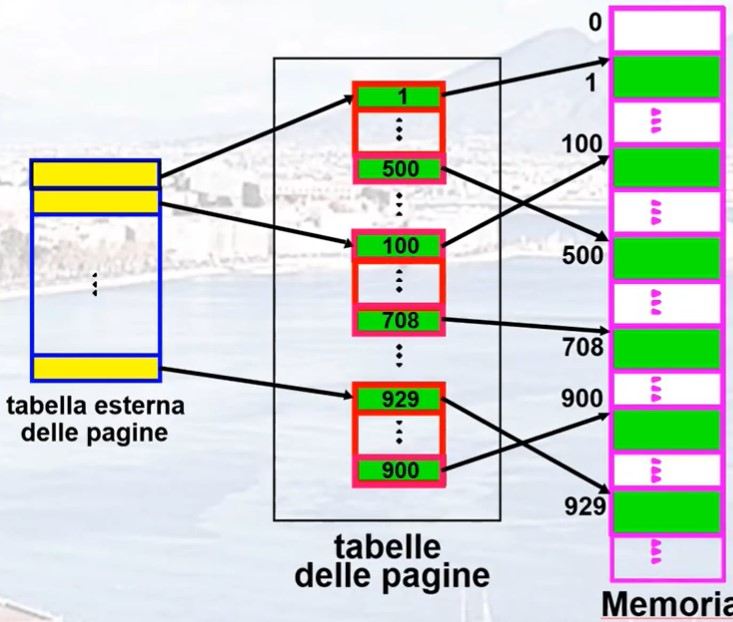 0
1
100
500
708
900
929
1
500
100
708
929
900
tabella esterna
delle pagine
tabelle
delle pagine
Memoria